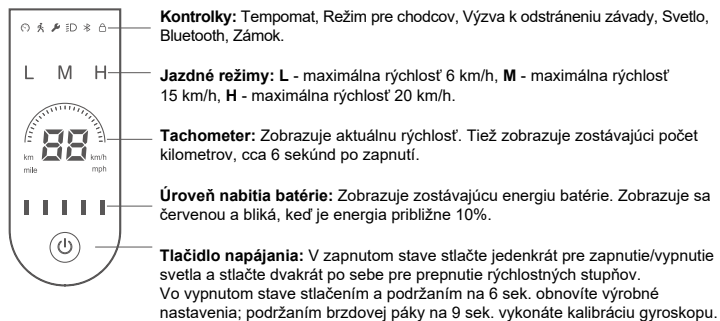 Kontrolky: Tempomat, Režim pre chodcov, Výzva k odstráneniu závady, Svetlo,
Bluetooth, Zámok.
L M H
Jazdné režimy: L - maximálna rýchlosť 6 km/h, M - maximálna rýchlosť
15 km/h, H - maximálna rýchlosť 20 km/h.
88
km km/h
mile mph
Tachometer: Zobrazuje aktuálnu rýchlosť. Tiež zobrazuje zostávajúci počet
kilometrov, cca 6 sekúnd po zapnutí.
Úroveň nabitia batérie: Zobrazuje zostávajúcu energiu batérie. Zobrazuje sa
červenou a bliká, keď je energia približne 10%.
Tlačidlo napájania: V zapnutom stave stlačte jedenkrát pre zapnutie/vypnutie
svetla a stlačte dvakrát po sebe pre prepnutie rýchlostných stupňov.
Vo vypnutom stave stlačením a podržaním na 6 sek. obnovíte výrobné
nastavenia; podržaním brzdovej páky na 9 sek. vykonáte kalibráciu gyroskopu.